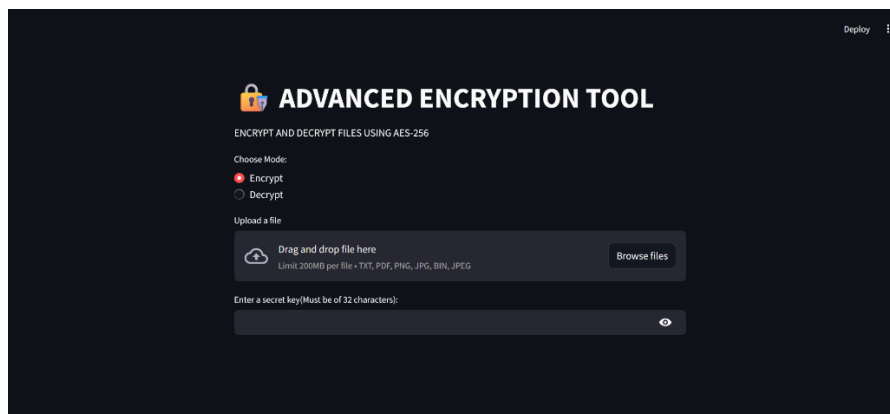 Deploy
ADVANCED ENCRYPTION TOOL
ENCRYPT AND DECRYPT FILES USING AES-256
Choose Mode:
Encrypt
Decrypt
Upload a file
Drag and drop file here
Limit 200MB per file • TXT, PDF, PNG, JPG, BIN, JPEG
Browse files
Enter a secret key(Must be of 32 characters):